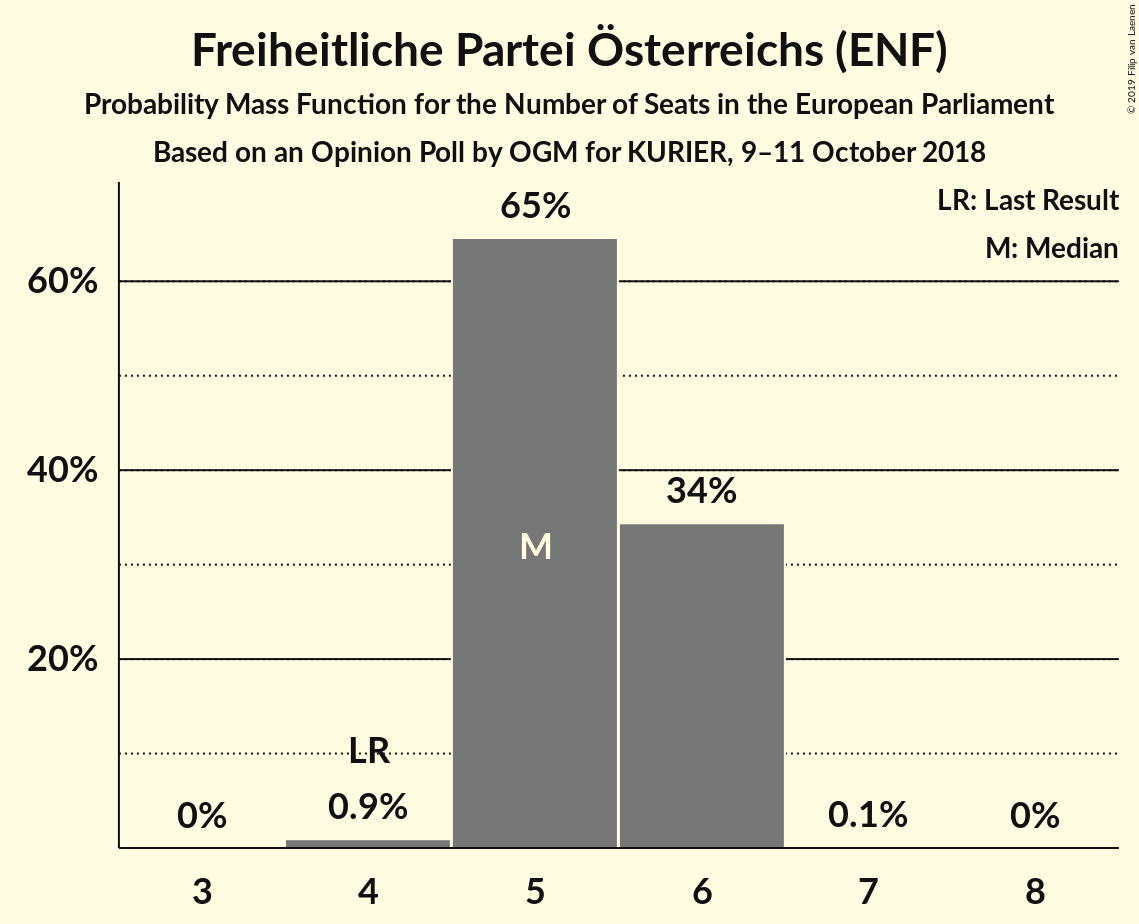 Freiheitliche Partei Österreichs (ENF)
Probability Mass Function for the Number of Seats in the European Parliament
Based on an Opinion Poll by OGM for KURIER, 9–11 October 2018
© 2019 Filip van Laenen
LR: Last Result
M: Median
65%
60%
40%
34%
M
20%
LR
0%
0.9%
0.1%
0%
3 4 5 6 7 8